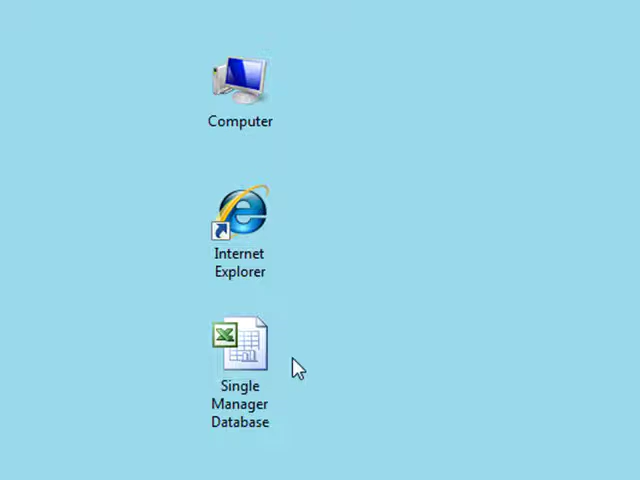 Computer
Internet
Explorer
Single
Manager
Database